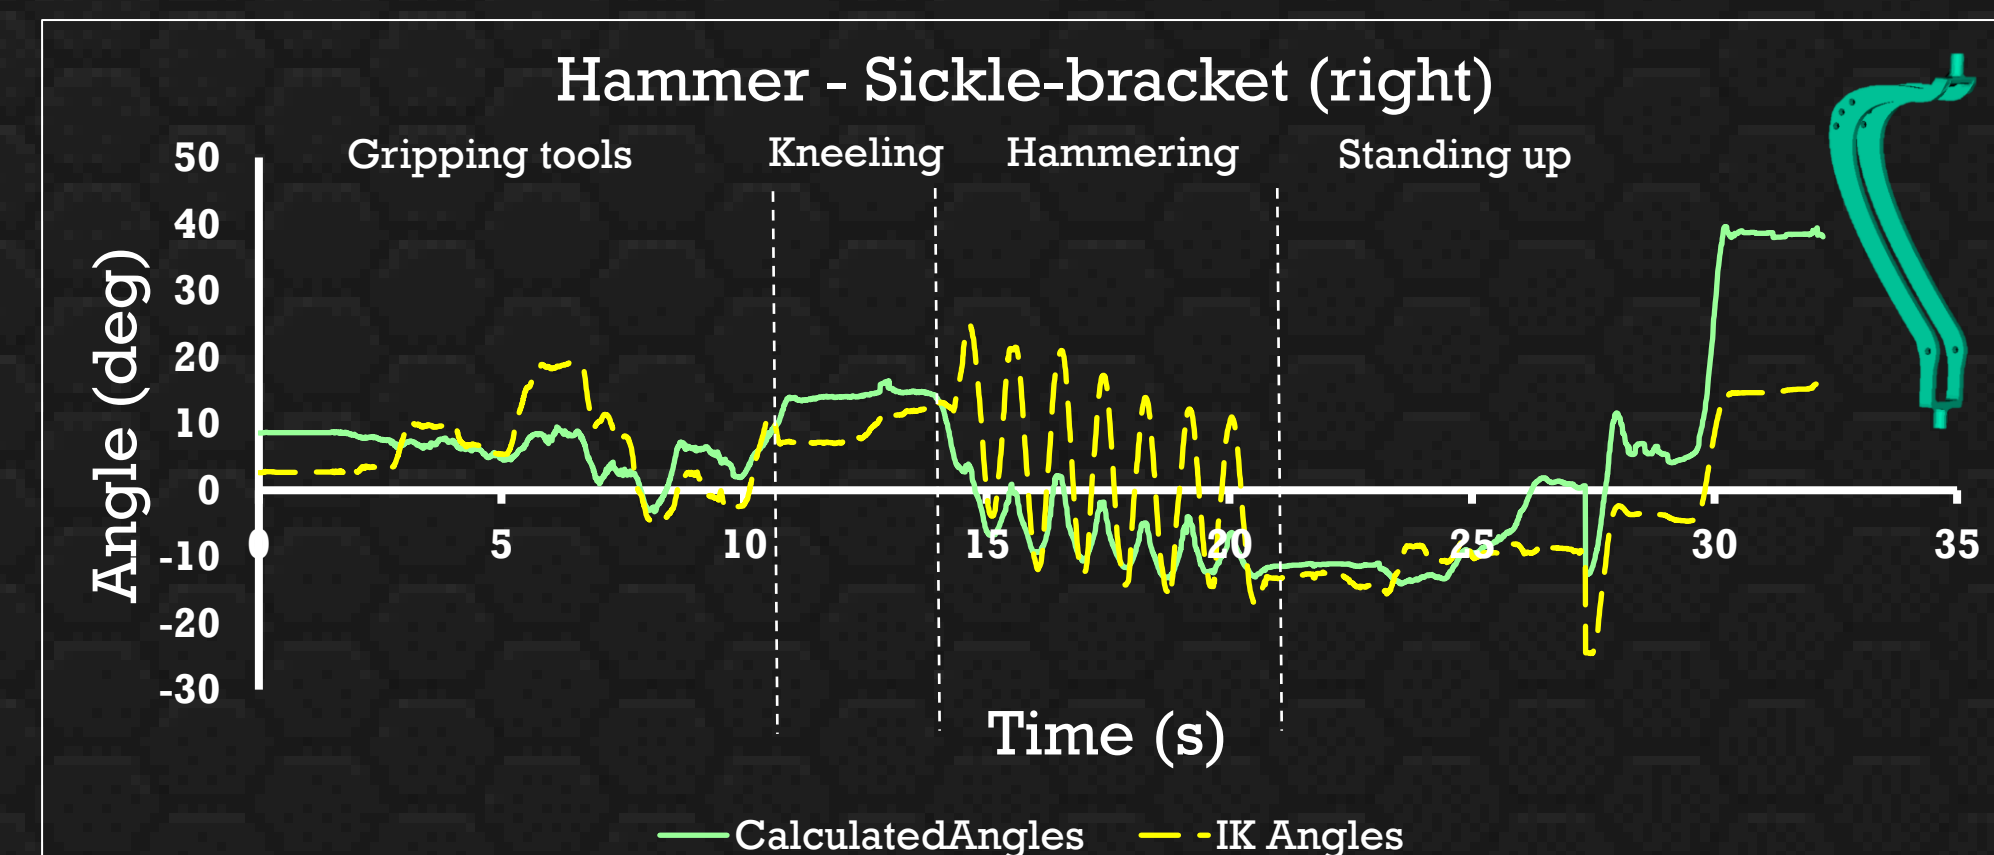 Hammer - Sickle-bracket (right)
Gripping tools
Kneeling
Hammering
Standing up
Angle (deg)
50
40
30
20
10
0
-10
-20
-30
0 5 10 15 20 25 30 35
Time (s)
CalculatedAngles
IK Angles